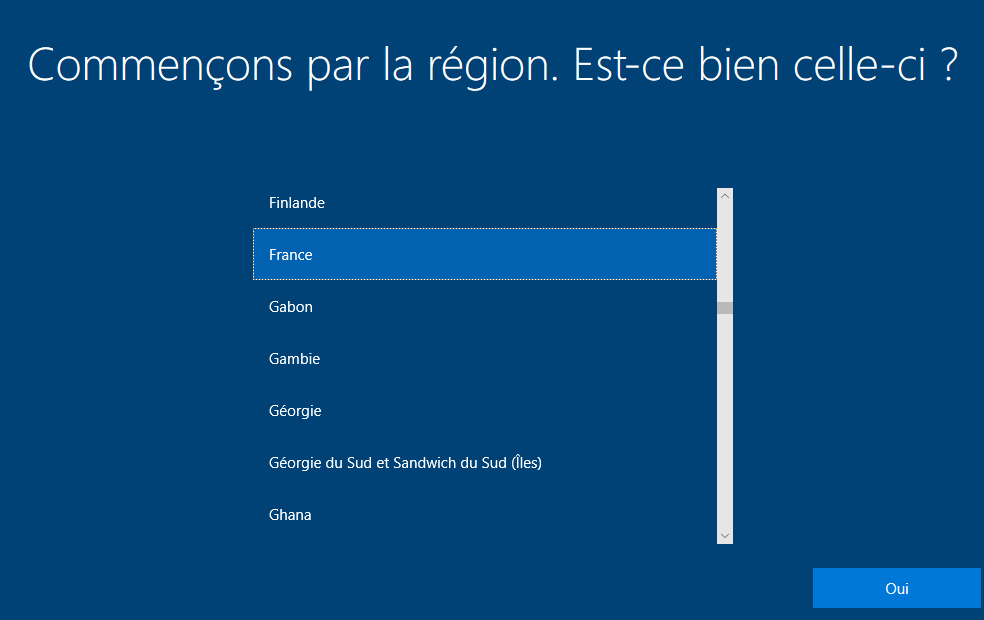 Commençons par la région. Est-ce bien celle-ci ?
Finlande
France
Gabon
Gambie
Géorgie
Géorgie du Sud et Sandwich du Sud (Îles)
Ghana
Oui